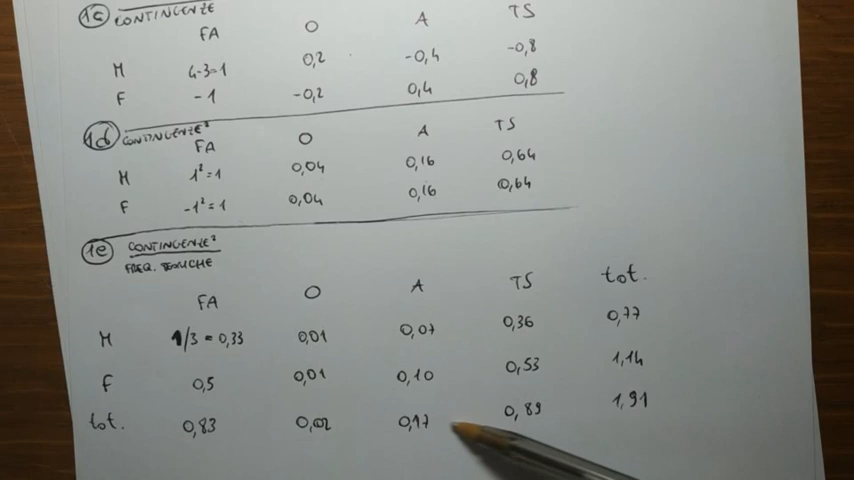 1c CONTINGENZE
FA O A TS
M 4-3=1 0,2 -0,4 -0,8
F -1 -0,2 0,4 0,8
1d CONTINGENZE²
FA O A TS
M 1²=1 0,04 0,16 0,64
F -1²=1 0,04 0,16 0,64
1e CONTINGENZE²
FREQ. TEORICHE
FA O A TS tot.
M 1/3=0,33 0,01 0,07 0,36 0,77
F 0,5 0,01 0,10 0,53 1,14
tot. 0,83 0,02 0,17 0,89 1,91